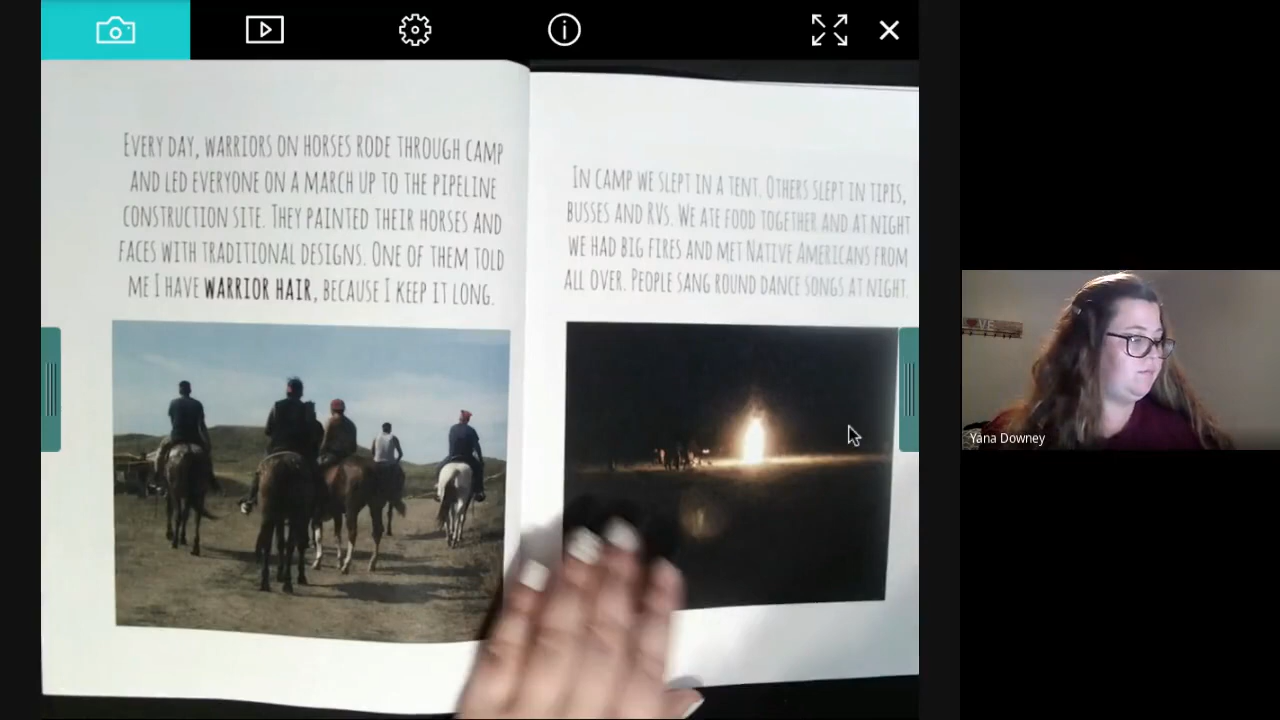 EVERY DAY, WARRIORS ON HORSES RODE THROUGH CAMP
AND LED EVERYONE ON A MARCH UP TO THE PIPELINE
CONSTRUCTION SITE. THEY PAINTED THEIR HORSES AND
FACES WITH TRADITIONAL DESIGNS. ONE OF THEM TOLD
ME I HAVE WARRIOR HAIR, BECAUSE I KEEP IT LONG.
IN CAMP WE SLEPT IN A TENT. OTHERS SLEPT IN TIPIS,
BUSSES AND RVS. WE ATE FOOD TOGETHER AND AT NIGHT
WE HAD BIG FIRES AND MET NATIVE AMERICANS FROM
ALL OVER. PEOPLE SANG ROUND DANCE SONGS AT NIGHT.
Yana Downey